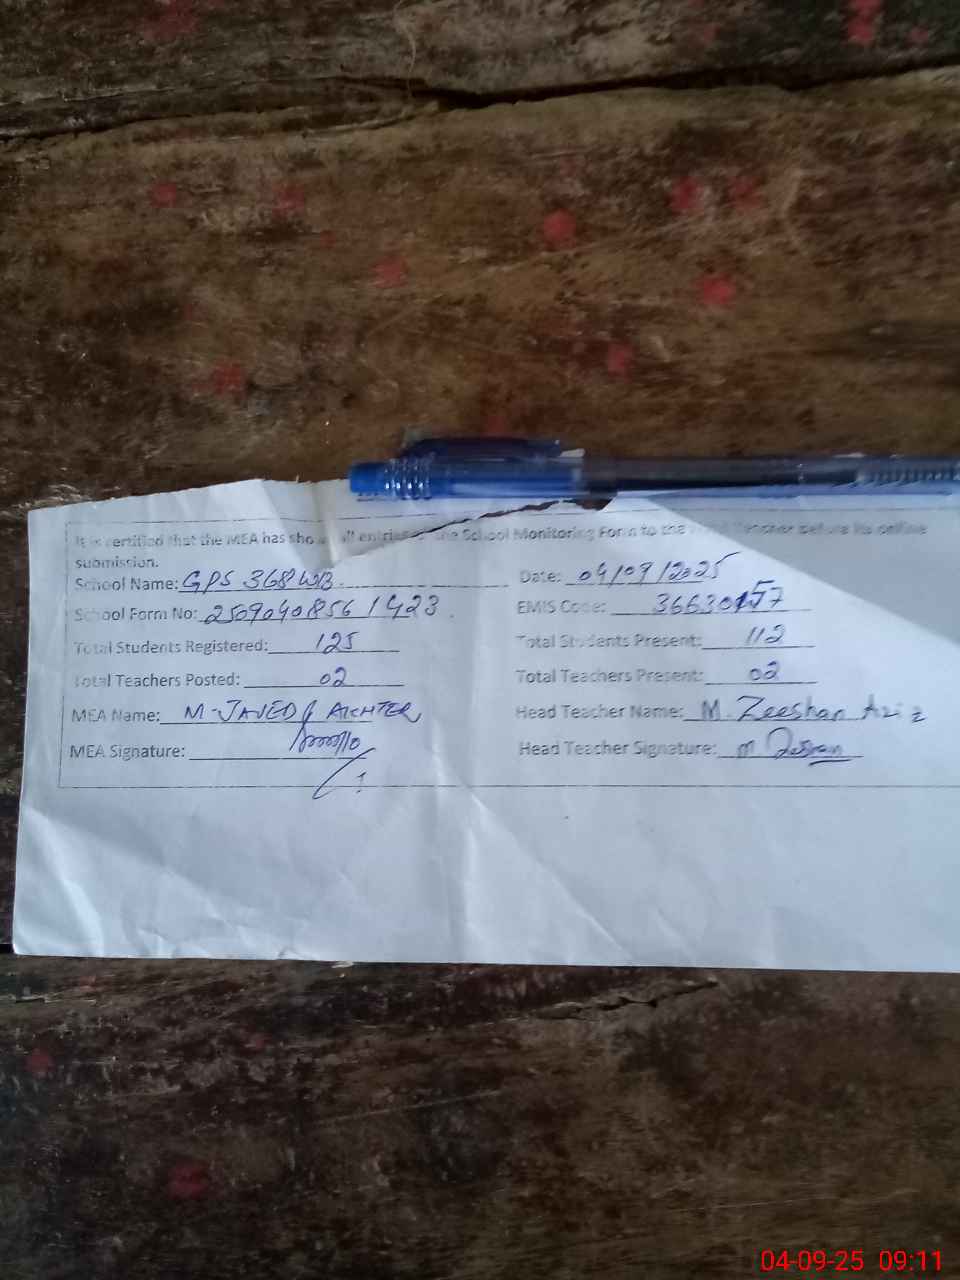 It is certified that the MEA has shown all entries of the School Monitoring Form to the Head Teacher before its online
submission.
School Name: GPS 368 WB Date: 04/09/2025
School Form No: 2509040856 1423 EMIS Code: 36630157
Total Students Registered: 125 Total Students Present: 112
Total Teachers Posted: 02 Total Teachers Present: 02
MEA Name: M-JAVED AKHTER Head Teacher Name: M. Zeeshan Aziz
MEA Signature: Head Teacher Signature: M. Zeeshan
04-09-25 09:11